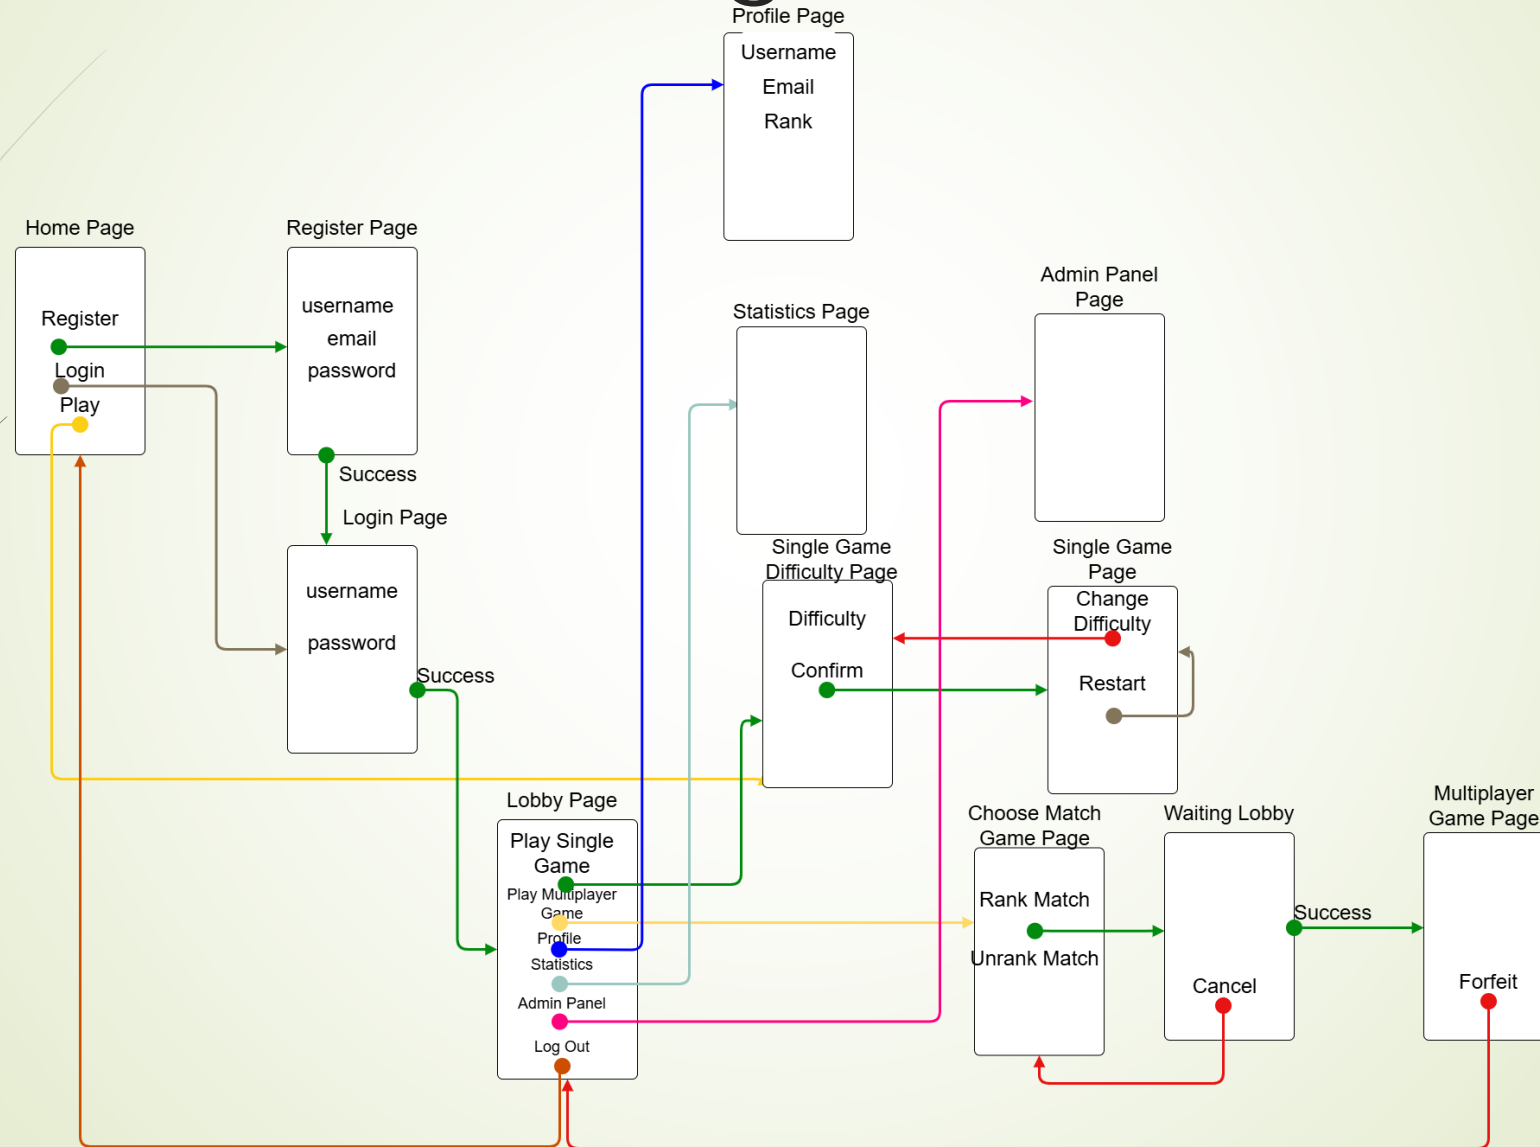 Profile Page
Username
Email
Rank
Home Page
Register
Login
Play
Register Page
username
email
password
Success
Login Page
username
password
Success
Statistics Page
Admin Panel
Page
Single Game
Difficulty Page
Difficulty
Confirm
Single Game
Page
Change
Difficulty
Restart
Lobby Page
Play Single
Game
Play Multiplayer
Game
Profile
Statistics
Admin Panel
Log Out
Choose Match
Game Page
Rank Match
Unrank Match
Waiting Lobby
Cancel
Success
Multiplayer
Game Page
Forfeit